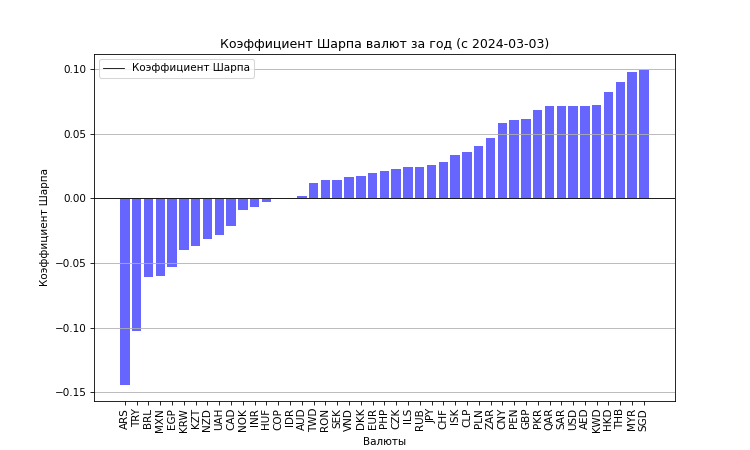 Коэффициент Шарпа валют за год (с 2024-03-03)
Коэффициент Шарпа
0.10
0.05
0.00
−0.05
−0.10
−0.15
Коэффициент Шарпа
ARS TRY BRL MXN EGP KRW KZT NZD UAH CAD NOK INR HUF COP IDR AUD TWD RON SEK VND DKK EUR PHP CZK ILS RUB JPY CHF ISK CLP PLN ZAR CNY PEN GBP PKR QAR SAR USD AED KWD HKD THB MYR SGD
Валюты